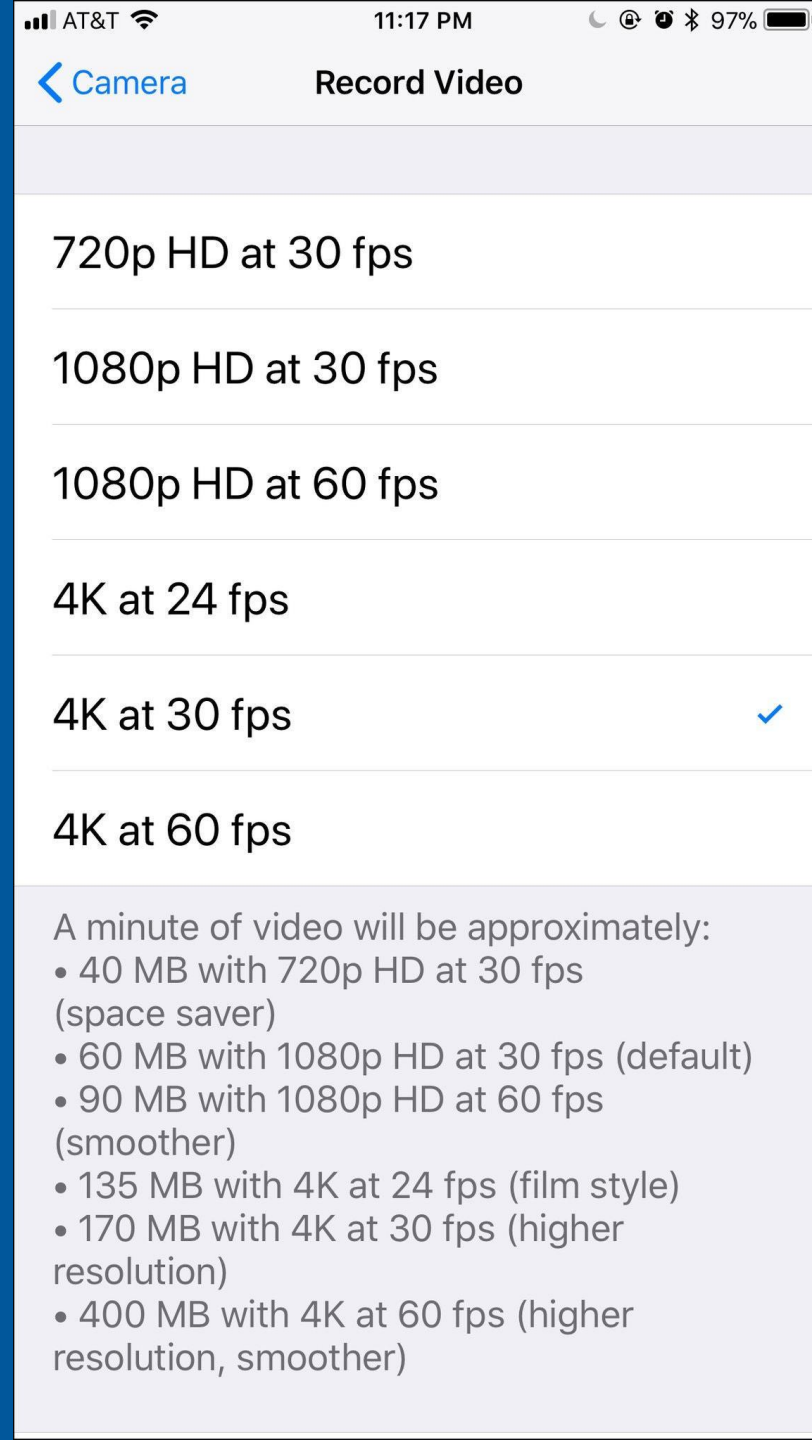 AT&T 11:17 PM 97%
Camera Record Video
720p HD at 30 fps
1080p HD at 30 fps
1080p HD at 60 fps
4K at 24 fps
4K at 30 fps
4K at 60 fps
A minute of video will be approximately:
• 40 MB with 720p HD at 30 fps
(space saver)
• 60 MB with 1080p HD at 30 fps (default)
• 90 MB with 1080p HD at 60 fps
(smoother)
• 135 MB with 4K at 24 fps (film style)
• 170 MB with 4K at 30 fps (higher
resolution)
• 400 MB with 4K at 60 fps (higher
resolution, smoother)